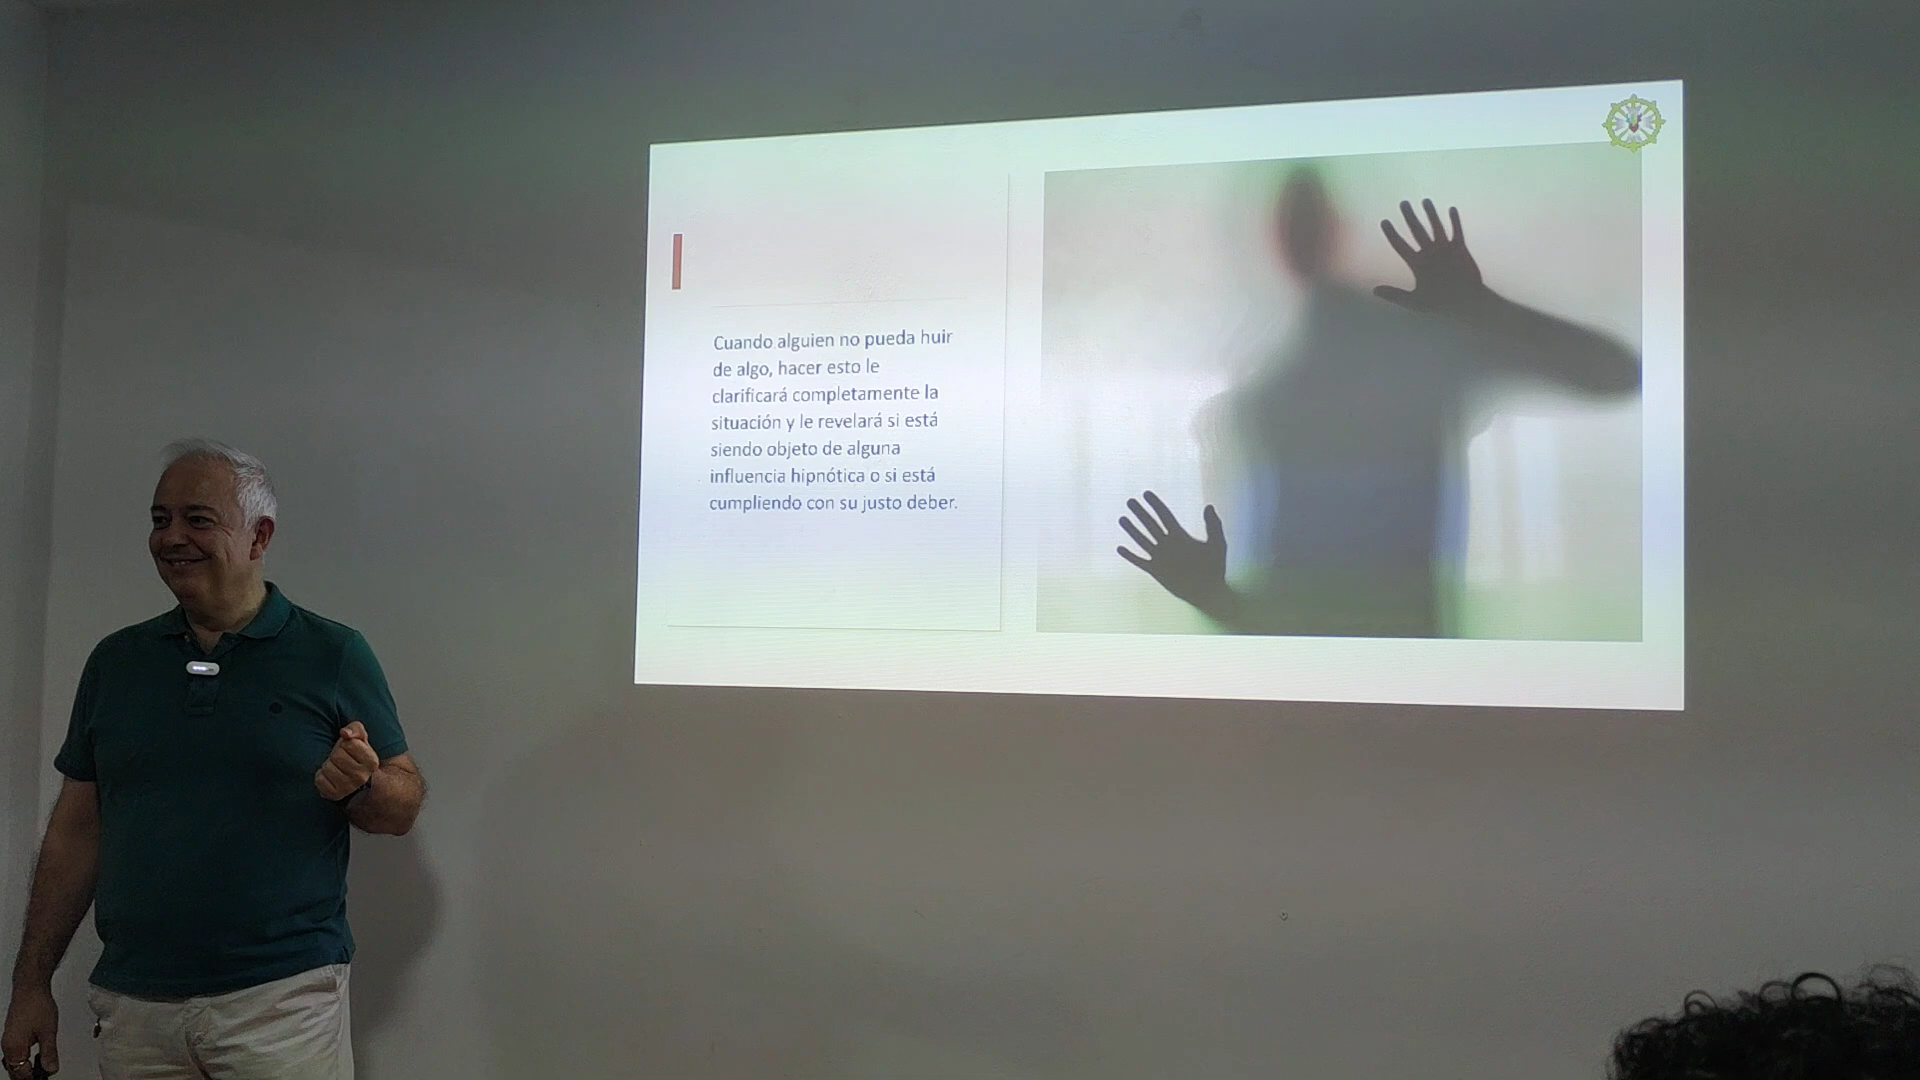 Cuando alguien no pueda huir
de algo, hacer esto le
clarificará completamente la
situación y le revelará si está
siendo objeto de alguna
influencia hipnótica o si está
cumpliendo con su justo deber.